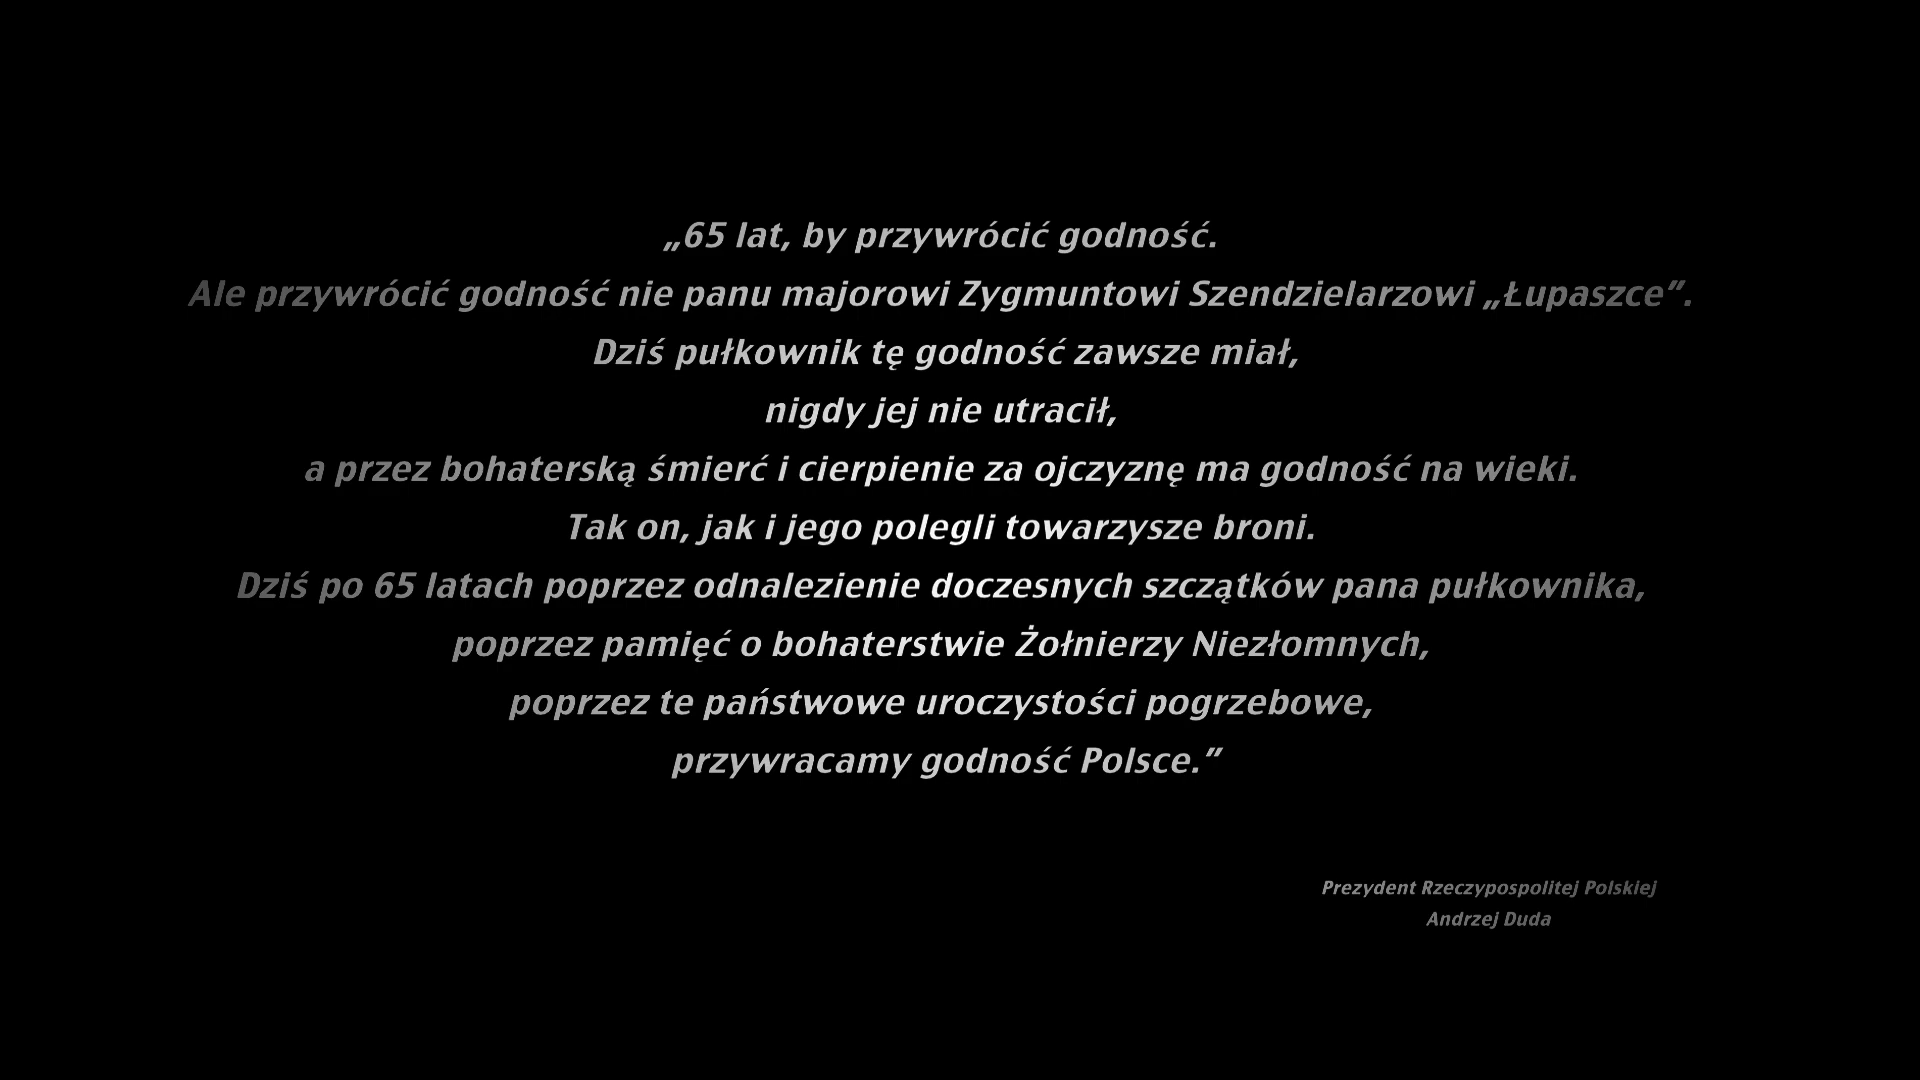 „65 lat, by przywrócić godność.
Ale przywrócić godność nie panu majorowi Zygmuntowi Szendzielarzowi „Łupaszce”.
Dziś pułkownik tę godność zawsze miał,
nigdy jej nie utracił,
a przez bohaterską śmierć i cierpienie za ojczyznę ma godność na wieki.
Tak on, jak i jego polegli towarzysze broni.
Dziś po 65 latach poprzez odnalezienie doczesnych szczątków pana pułkownika,
poprzez pamięć o bohaterstwie Żołnierzy Niezłomnych,
poprzez te państwowe uroczystości pogrzebowe,
przywracamy godność Polsce.”
Prezydent Rzeczypospolitej Polskiej
Andrzej Duda